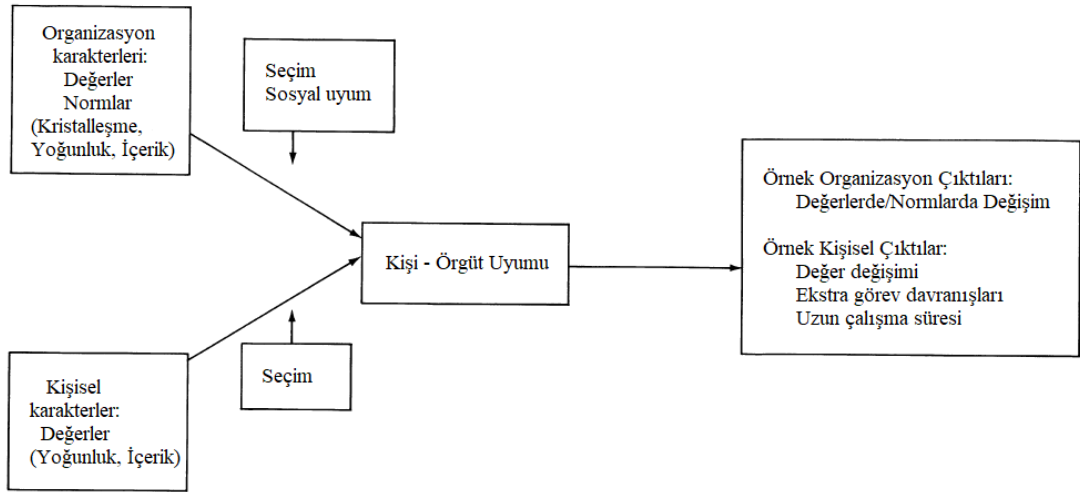 Organizasyon
karakterleri:
Değerler
Normlar
(Kristalleşme,
Yoğunluk, İçerik)
Seçim
Sosyal uyum
Kişi - Örgüt Uyumu
Örnek Organizasyon Çıktıları:
Değerlerde/Normlarda Değişim
Örnek Kişisel Çıktılar:
Değer değişimi
Ekstra görev davranışları
Uzun çalışma süresi
Seçim
Kişisel
karakterler:
Değerler
(Yoğunluk, İçerik)